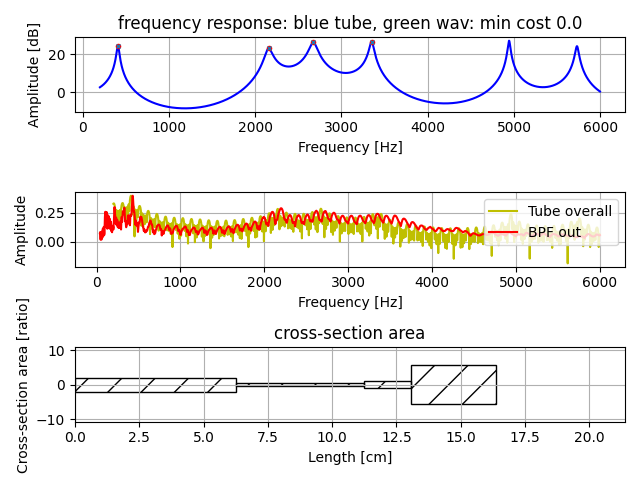 frequency response: blue tube, green wav: min cost 0.0
Amplitude [dB]
20
0
0 1000 2000 3000 4000 5000 6000
Frequency [Hz]
Amplitude
0.25
0.00
Tube overall
BPF out
0 1000 2000 3000 4000 5000 6000
Frequency [Hz]
cross-section area
Cross-section area [ratio]
10
0
−10
0.0 2.5 5.0 7.5 10.0 12.5 15.0 17.5 20.0
Length [cm]